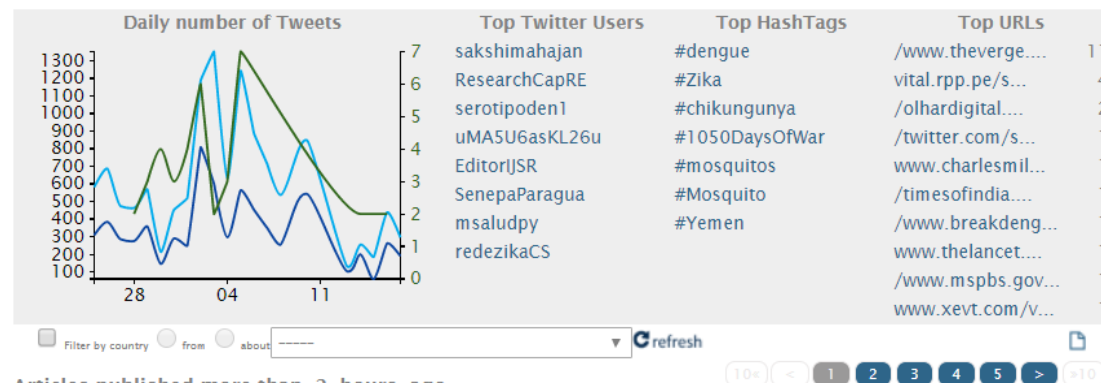 Daily number of Tweets
1300
1200
1100
1000
900
800
700
600
500
400
300
200
100
7
6
5
4
3
2
1
0
28 04 11
Top Twitter Users
sakshimahajan
ResearchCapRE
serotipoden1
uMA5U6asKL26u
EditorIJSR
SenepaParagua
msaludpy
redezikaCS
Top HashTags
#dengue
#Zika
#chikungunya
#1050DaysOfWar
#mosquitos
#Mosquito
#Yemen
Top URLs
/www.theverge....
vital.rpp.pe/s...
/olhardigital....
/twitter.com/s...
www.charlesmil...
/timesofindia....
/www.breakdeng...
www.thelancet....
/www.mspbs.gov...
www.xevt.com/v...
Filter by country from about ----- refresh
10« < 1 2 3 4 5 > »10